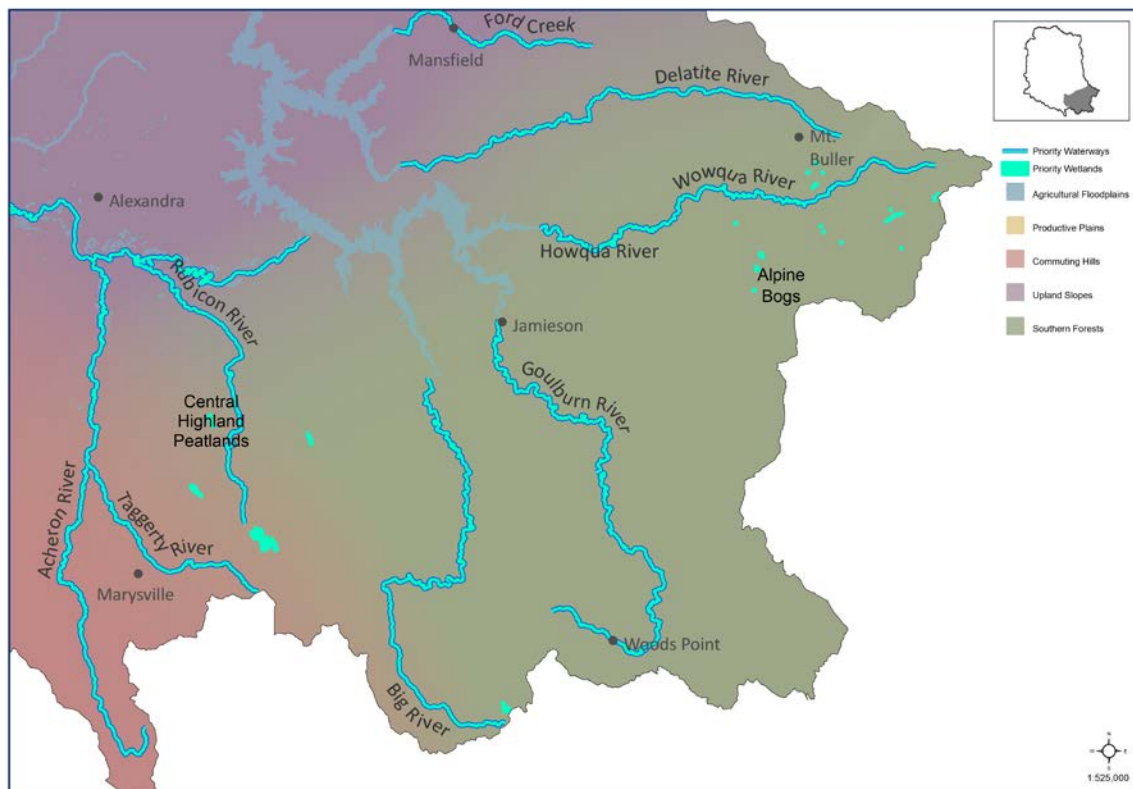 Ford Creek
Mansfield
Delatite River
Mt.
Buller
Wowqua River
Alexandra
Howqua River
Rubicon River
Alpine
Bogs
Jamieson
Goulburn River
Central
Highland
Peatlands
Acheron River
Taggerty River
Marysville
Woods Point
Big River
Priority Waterways
Priority Wetlands
Agricultural Floodplains
Productive Plains
Commuting Hills
Upland Slopes
Southern Forests
N
W E
S
1:525,000